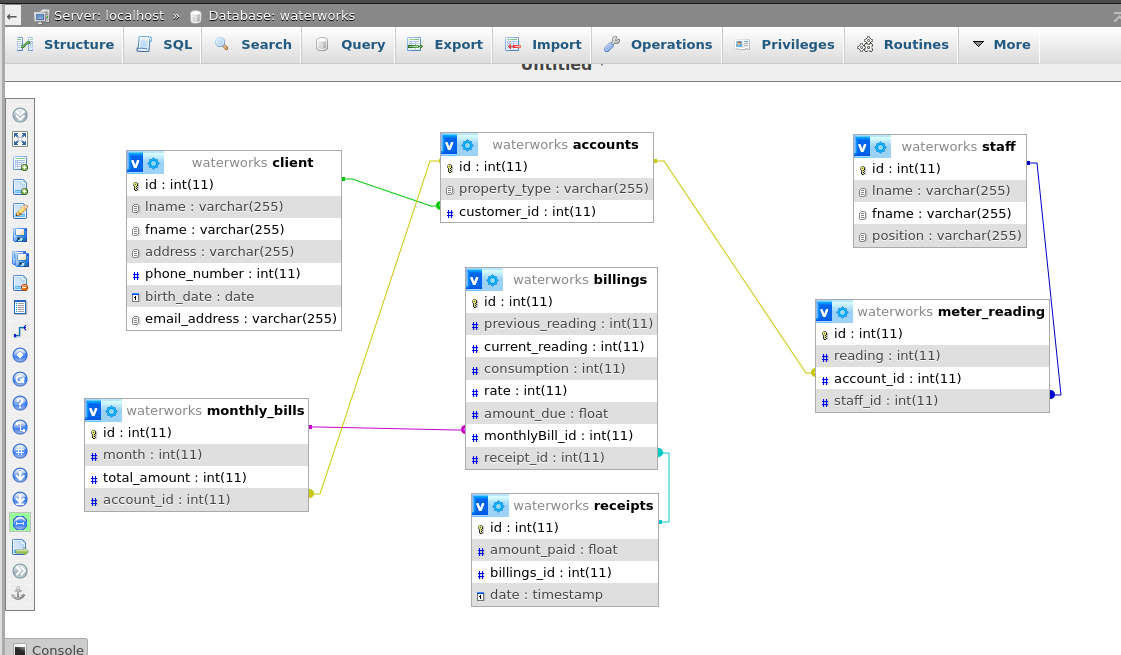 Server: localhost » Database: waterworks
Structure SQL Search Query Export Import Operations Privileges Routines More
Untitled *
waterworks client
id : int(11)
lname : varchar(255)
fname : varchar(255)
address : varchar(255)
phone_number : int(11)
birth_date : date
email_address : varchar(255)
waterworks accounts
id : int(11)
property_type : varchar(255)
customer_id : int(11)
waterworks staff
id : int(11)
lname : varchar(255)
fname : varchar(255)
position : varchar(255)
waterworks billings
id : int(11)
previous_reading : int(11)
current_reading : int(11)
consumption : int(11)
rate : int(11)
amount_due : float
monthlyBill_id : int(11)
receipt_id : int(11)
waterworks meter_reading
id : int(11)
reading : int(11)
account_id : int(11)
staff_id : int(11)
waterworks monthly_bills
id : int(11)
month : int(11)
total_amount : int(11)
account_id : int(11)
waterworks receipts
id : int(11)
amount_paid : float
billings_id : int(11)
date : timestamp
Console